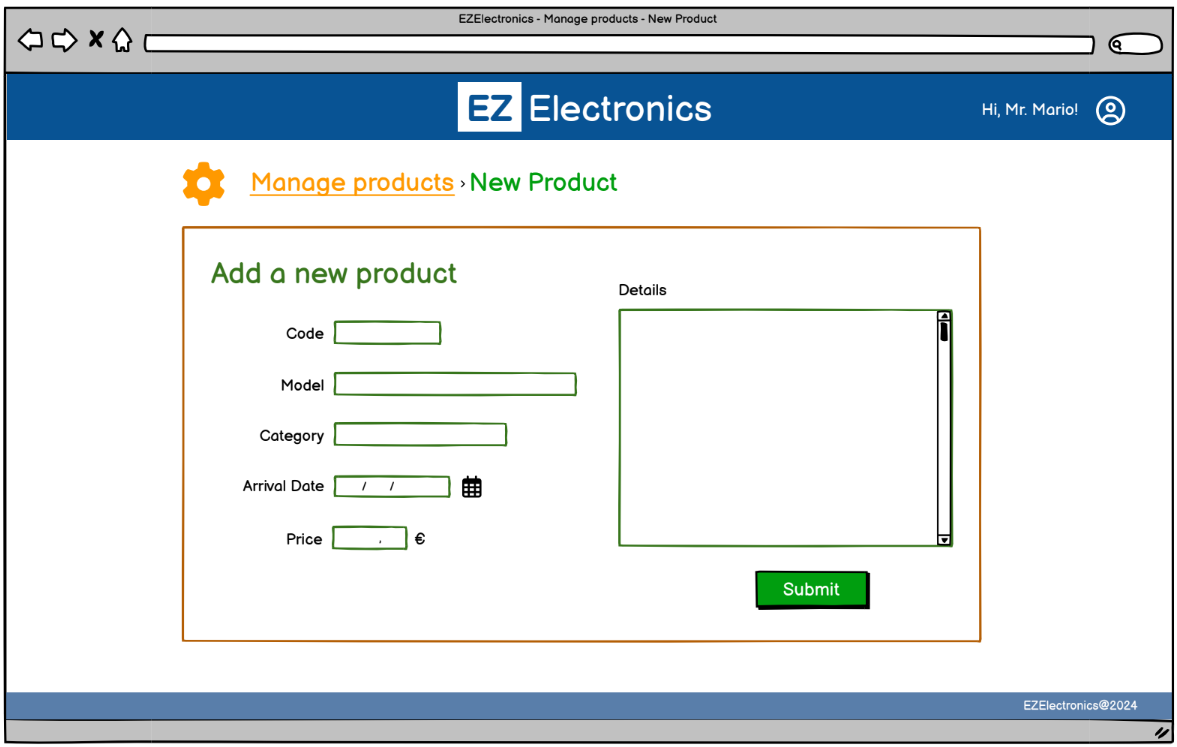 EZElectronics - Manage products - New Product
EZ Electronics
Hi, Mr. Mario!
Manage products › New Product
Add a new product
Details
Code
Model
Category
Arrival Date / /
Price , €
Submit
EZElectronics@2024